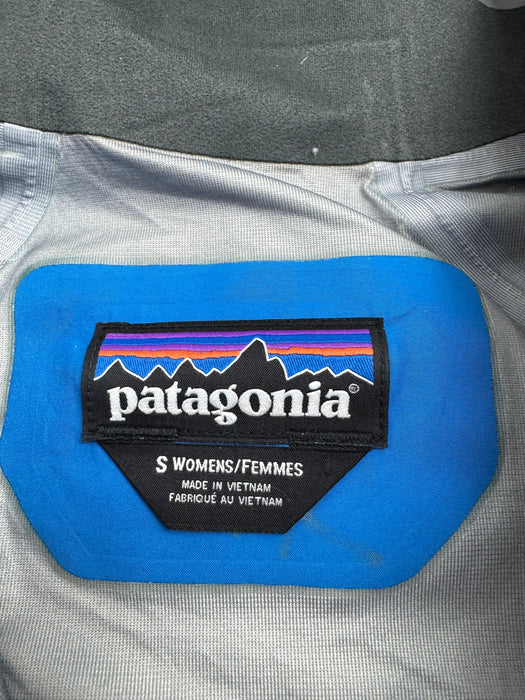 patagonia®
S WOMENS/FEMMES
MADE IN VIETNAM
FABRIQUÉ AU VIETNAM